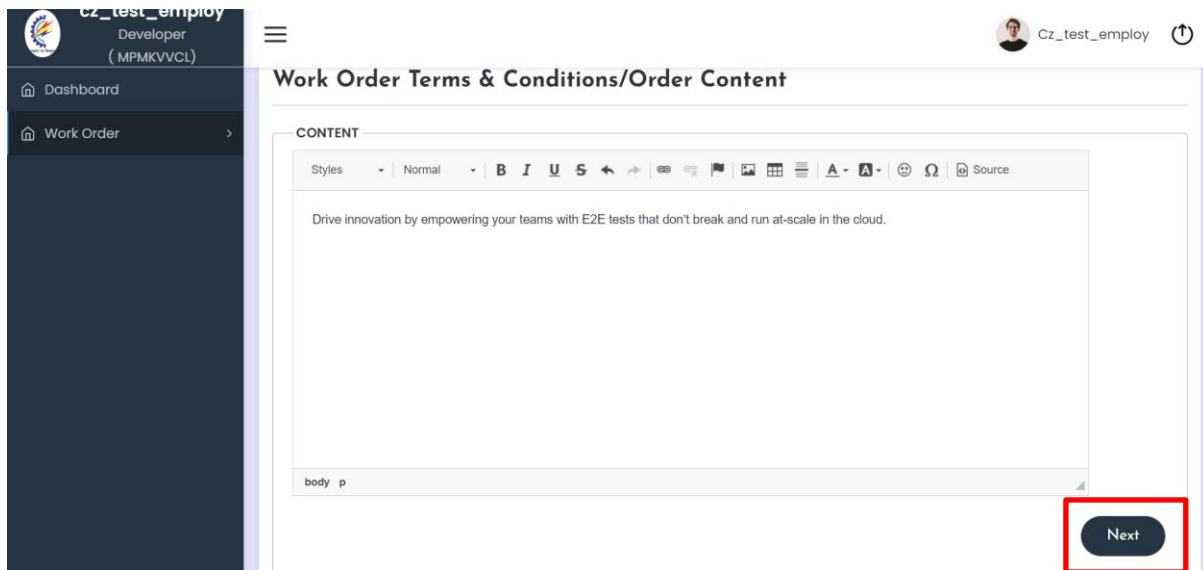 cz_test_employ
Developer
( MPMKVVCL)
Cz_test_employ
Dashboard
Work Order
Work Order Terms & Conditions/Order Content
CONTENT
Styles Normal B I U S A A Ω Source
Drive innovation by empowering your teams with E2E tests that don't break and run at-scale in the cloud.
body p
Next